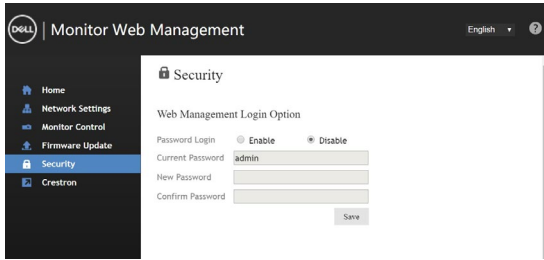 DELL | Monitor Web Management English ?
Home
Network Settings
Monitor Control
Firmware Update
Security
Crestron
Security
Web Management Login Option
Password Login Enable Disable
Current Password admin
New Password
Confirm Password
Save